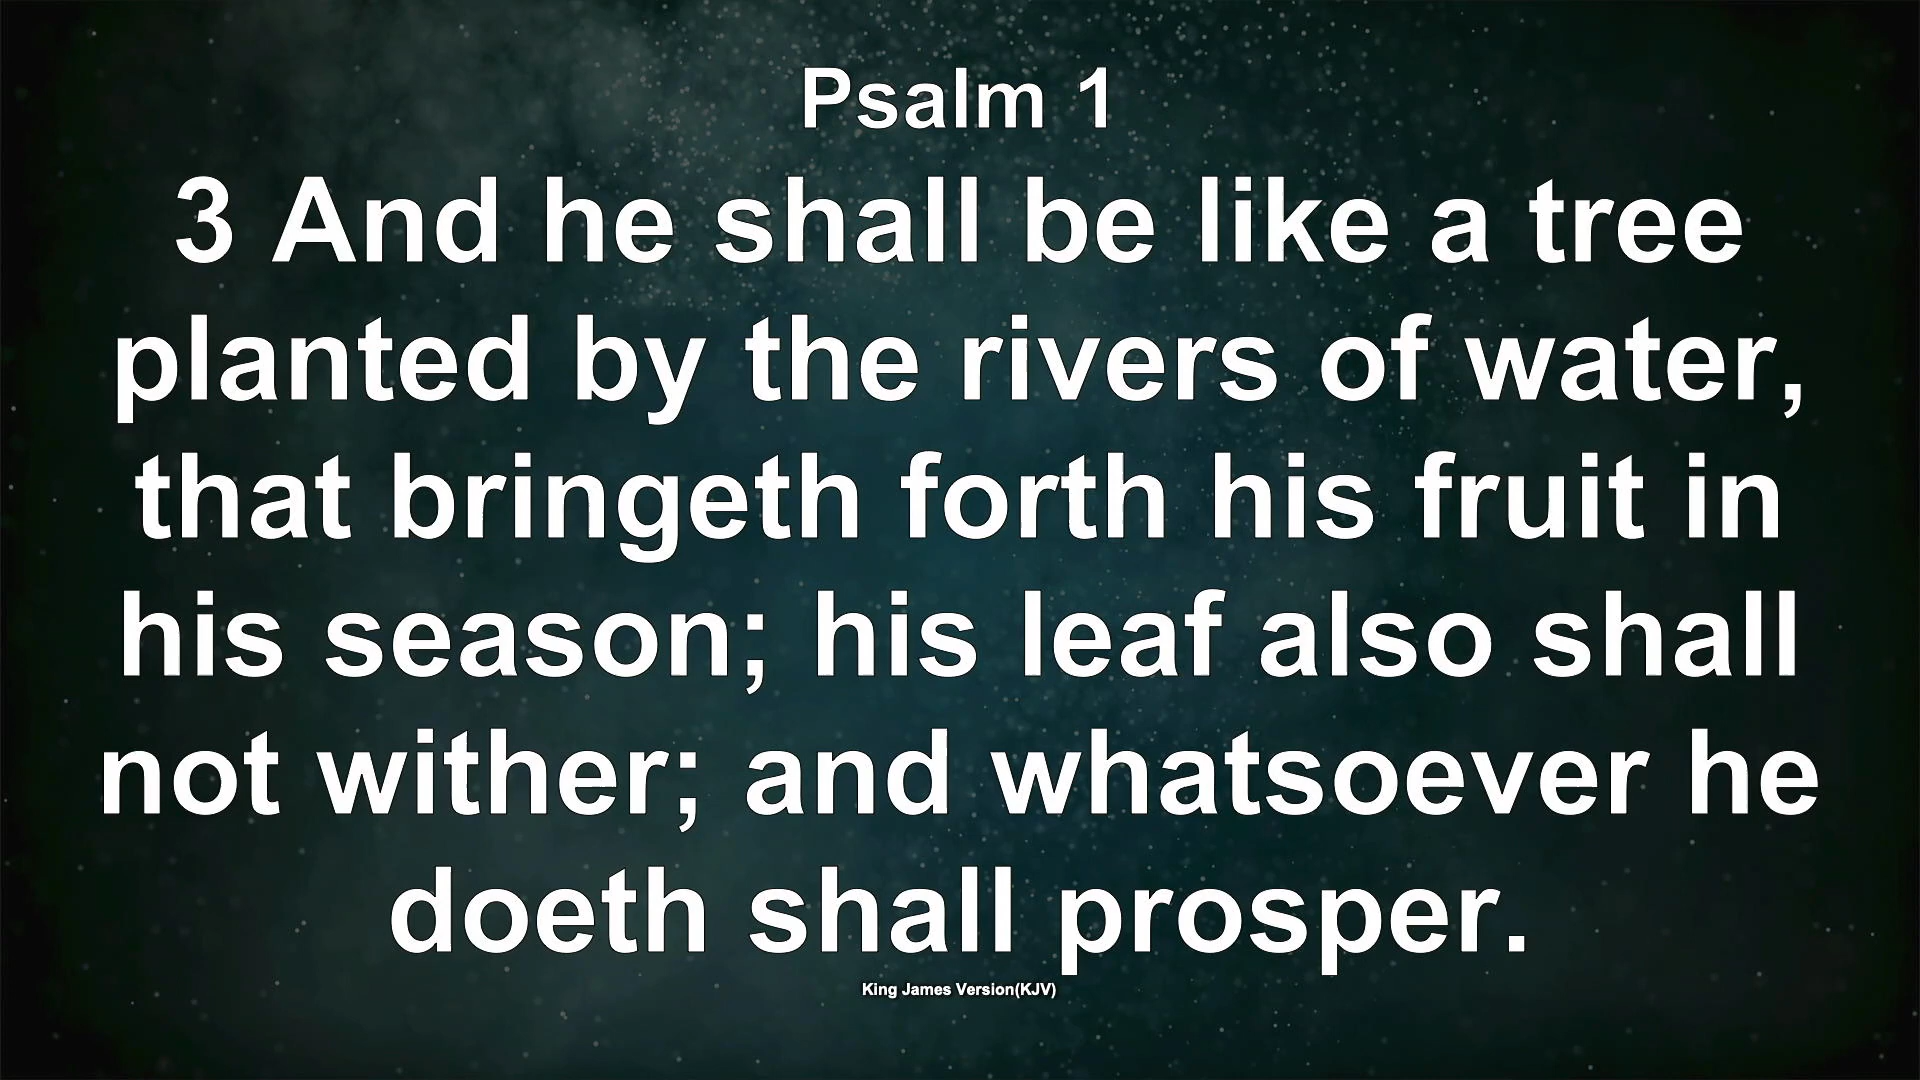 Psalm 1
3 And he shall be like a tree
planted by the rivers of water,
that bringeth forth his fruit in
his season; his leaf also shall
not wither; and whatsoever he
doeth shall prosper.
King James Version(KJV)